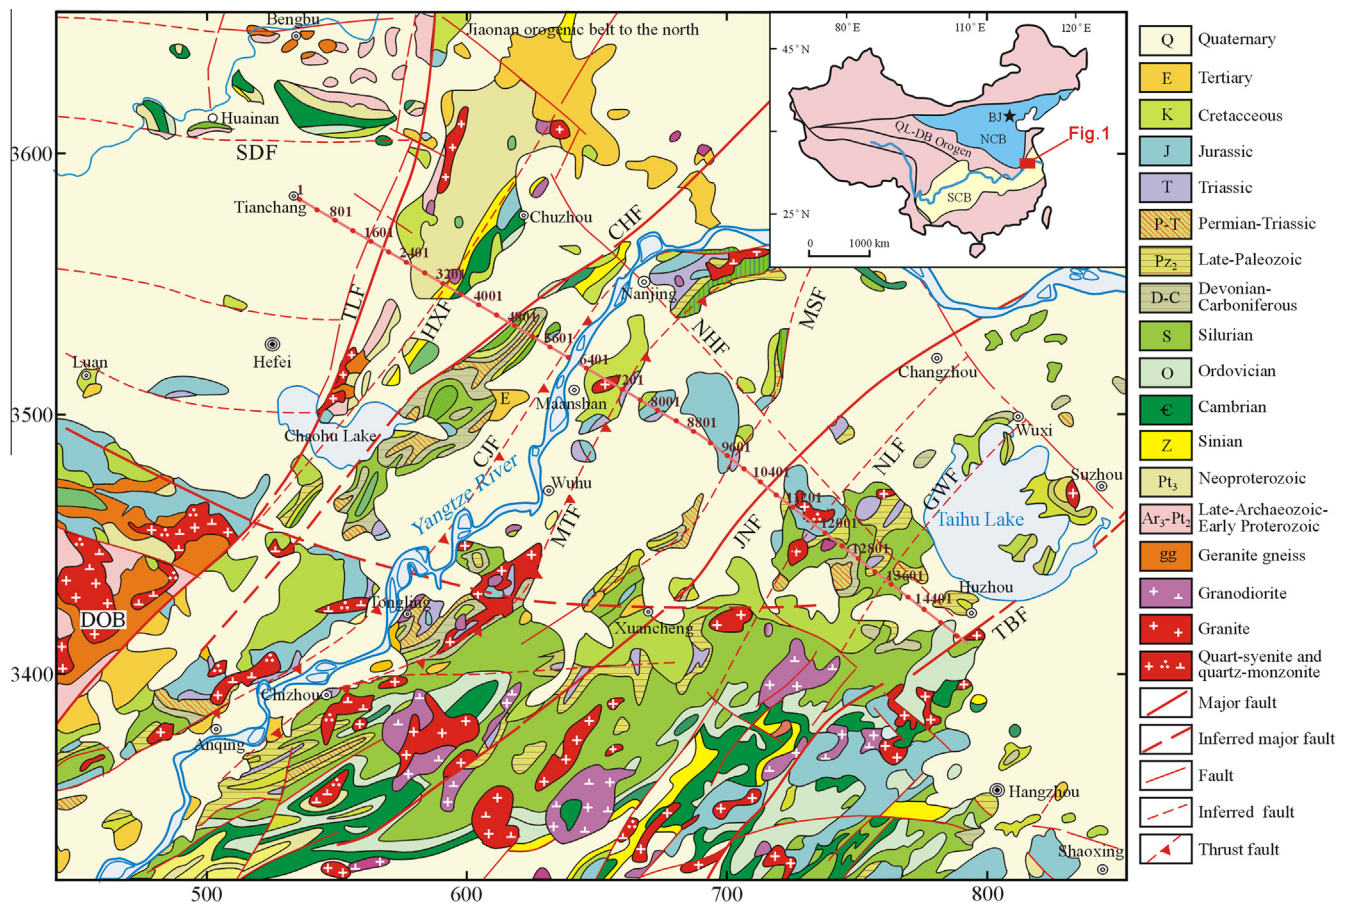 Bengbu
Jiaonan orogenic belt to the north
Huainan
3600
SDF
1
Tianchang
801
1601
2401
3201
4001
4801
5601
6401
7201
8001
8801
9601
10401
11201
12001
12801
13601
14401
Chuzhou
CHF
TLF
HXF
Nanjing
NHF
MSF
Luan
Hefei
Changzhou
3500
E
Maanshan
Chaohu Lake
CJF
Wuxi
Yangtze River
Wuhu
NLF
GWF
Suzhou
Taihu Lake
MTF
JNF
Huzhou
DOB
Tongling
Xuancheng
TBF
3400
Chizhou
Anqing
Hangzhou
Shaoxing
500
600
700
800
80°E
110°E
120°E
45°N
25°N
BJ
NCB
QL-DB Orogen
SCB
Fig.1
0
1000 km
Q Quaternary
E Tertiary
K Cretacceous
J Jurassic
T Triassic
P-T Permian-Triassic
Pz2 Late-Paleozoic
D-C Devonian-
Carboniferous
S Silurian
O Ordovician
Є Cambrian
Z Sinian
Pt3 Neoproterozoic
Ar3-Pt2 Late-Archaeozoic-
Early Proterozoic
gg Geranite gneiss
Granodiorite
Granite
Quart-syenite and
quartz-monzonite
Major fault
Inferred major fault
Fault
Inferred fault
Thrust fault